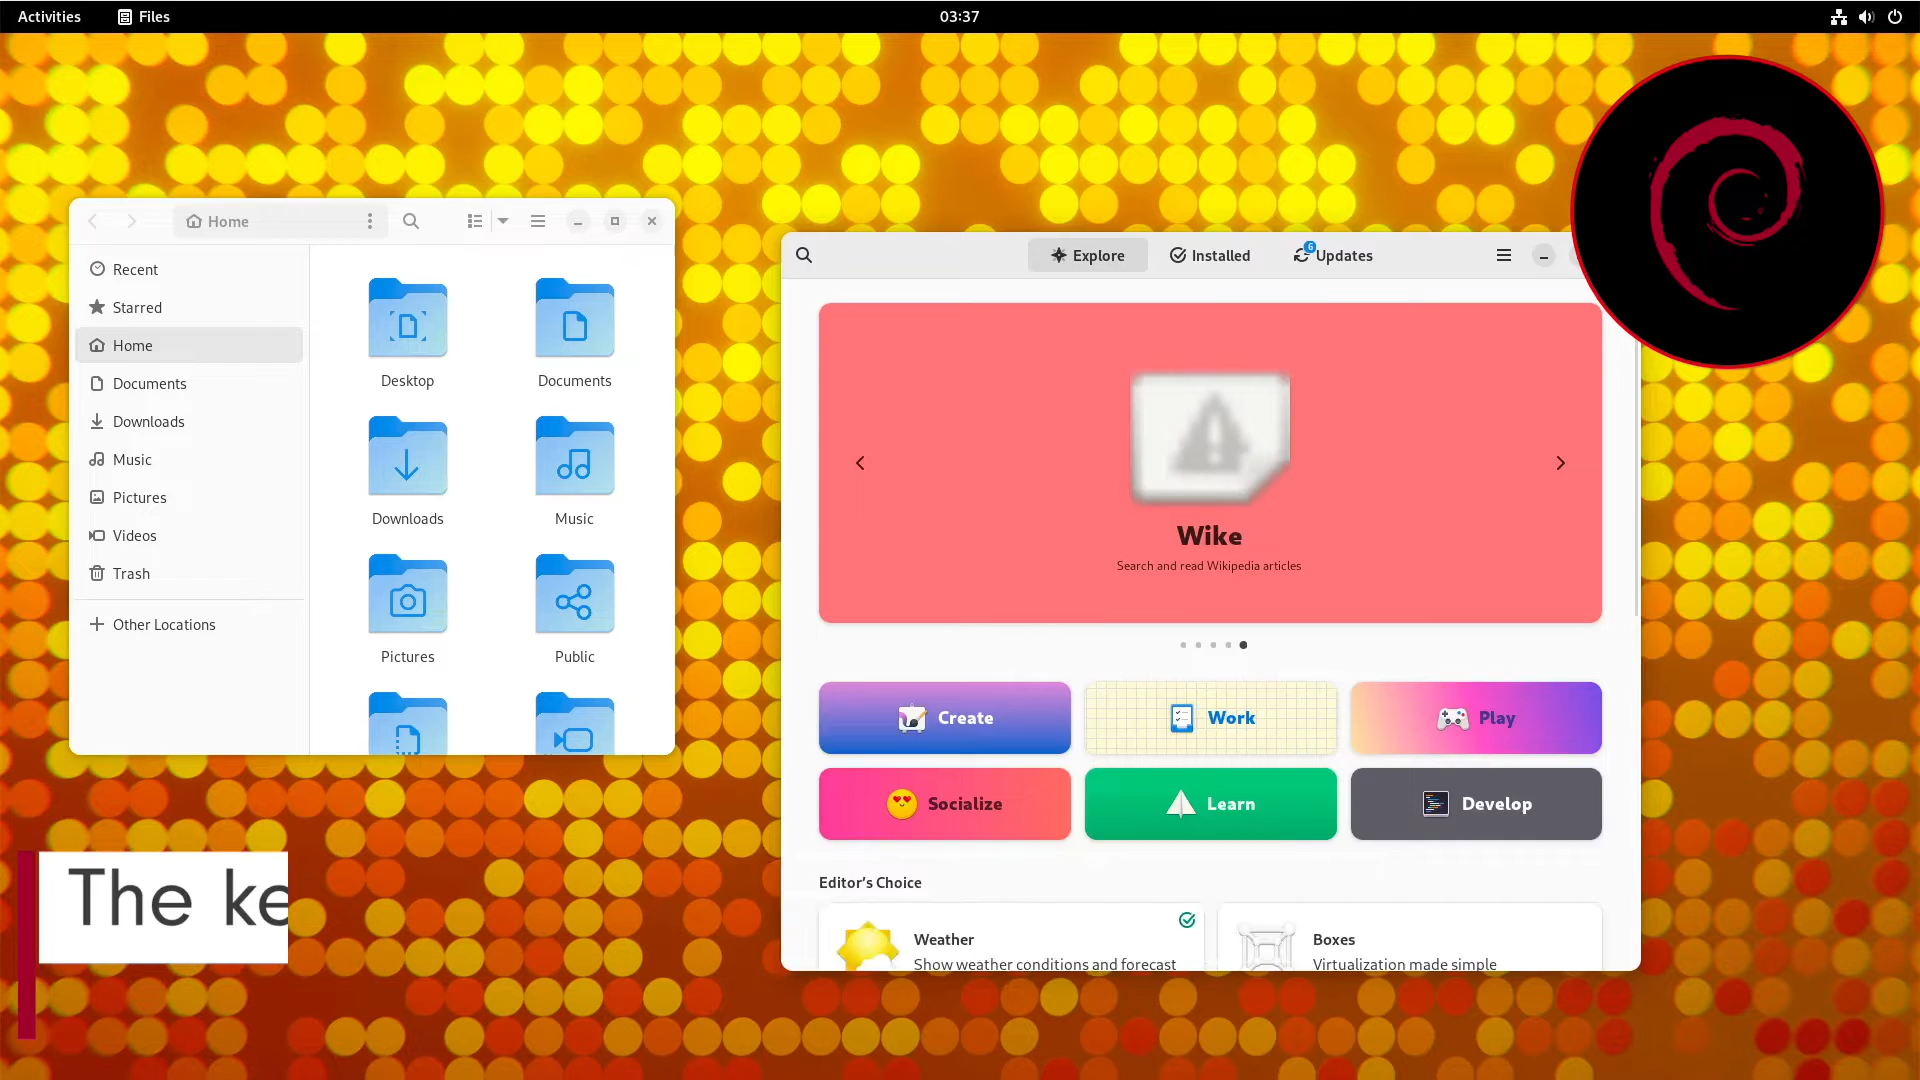 Activities
Files
03:37
Home
Recent
Starred
Home
Documents
Downloads
Music
Pictures
Videos
Trash
Other Locations
Desktop
Documents
Downloads
Music
Pictures
Public
Explore
Installed
6
Updates
Wike
Search and read Wikipedia articles
Create
Work
Play
Socialize
Learn
Develop
Editor's Choice
Weather
Show weather conditions and forecast
Boxes
Virtualization made simple
The ke